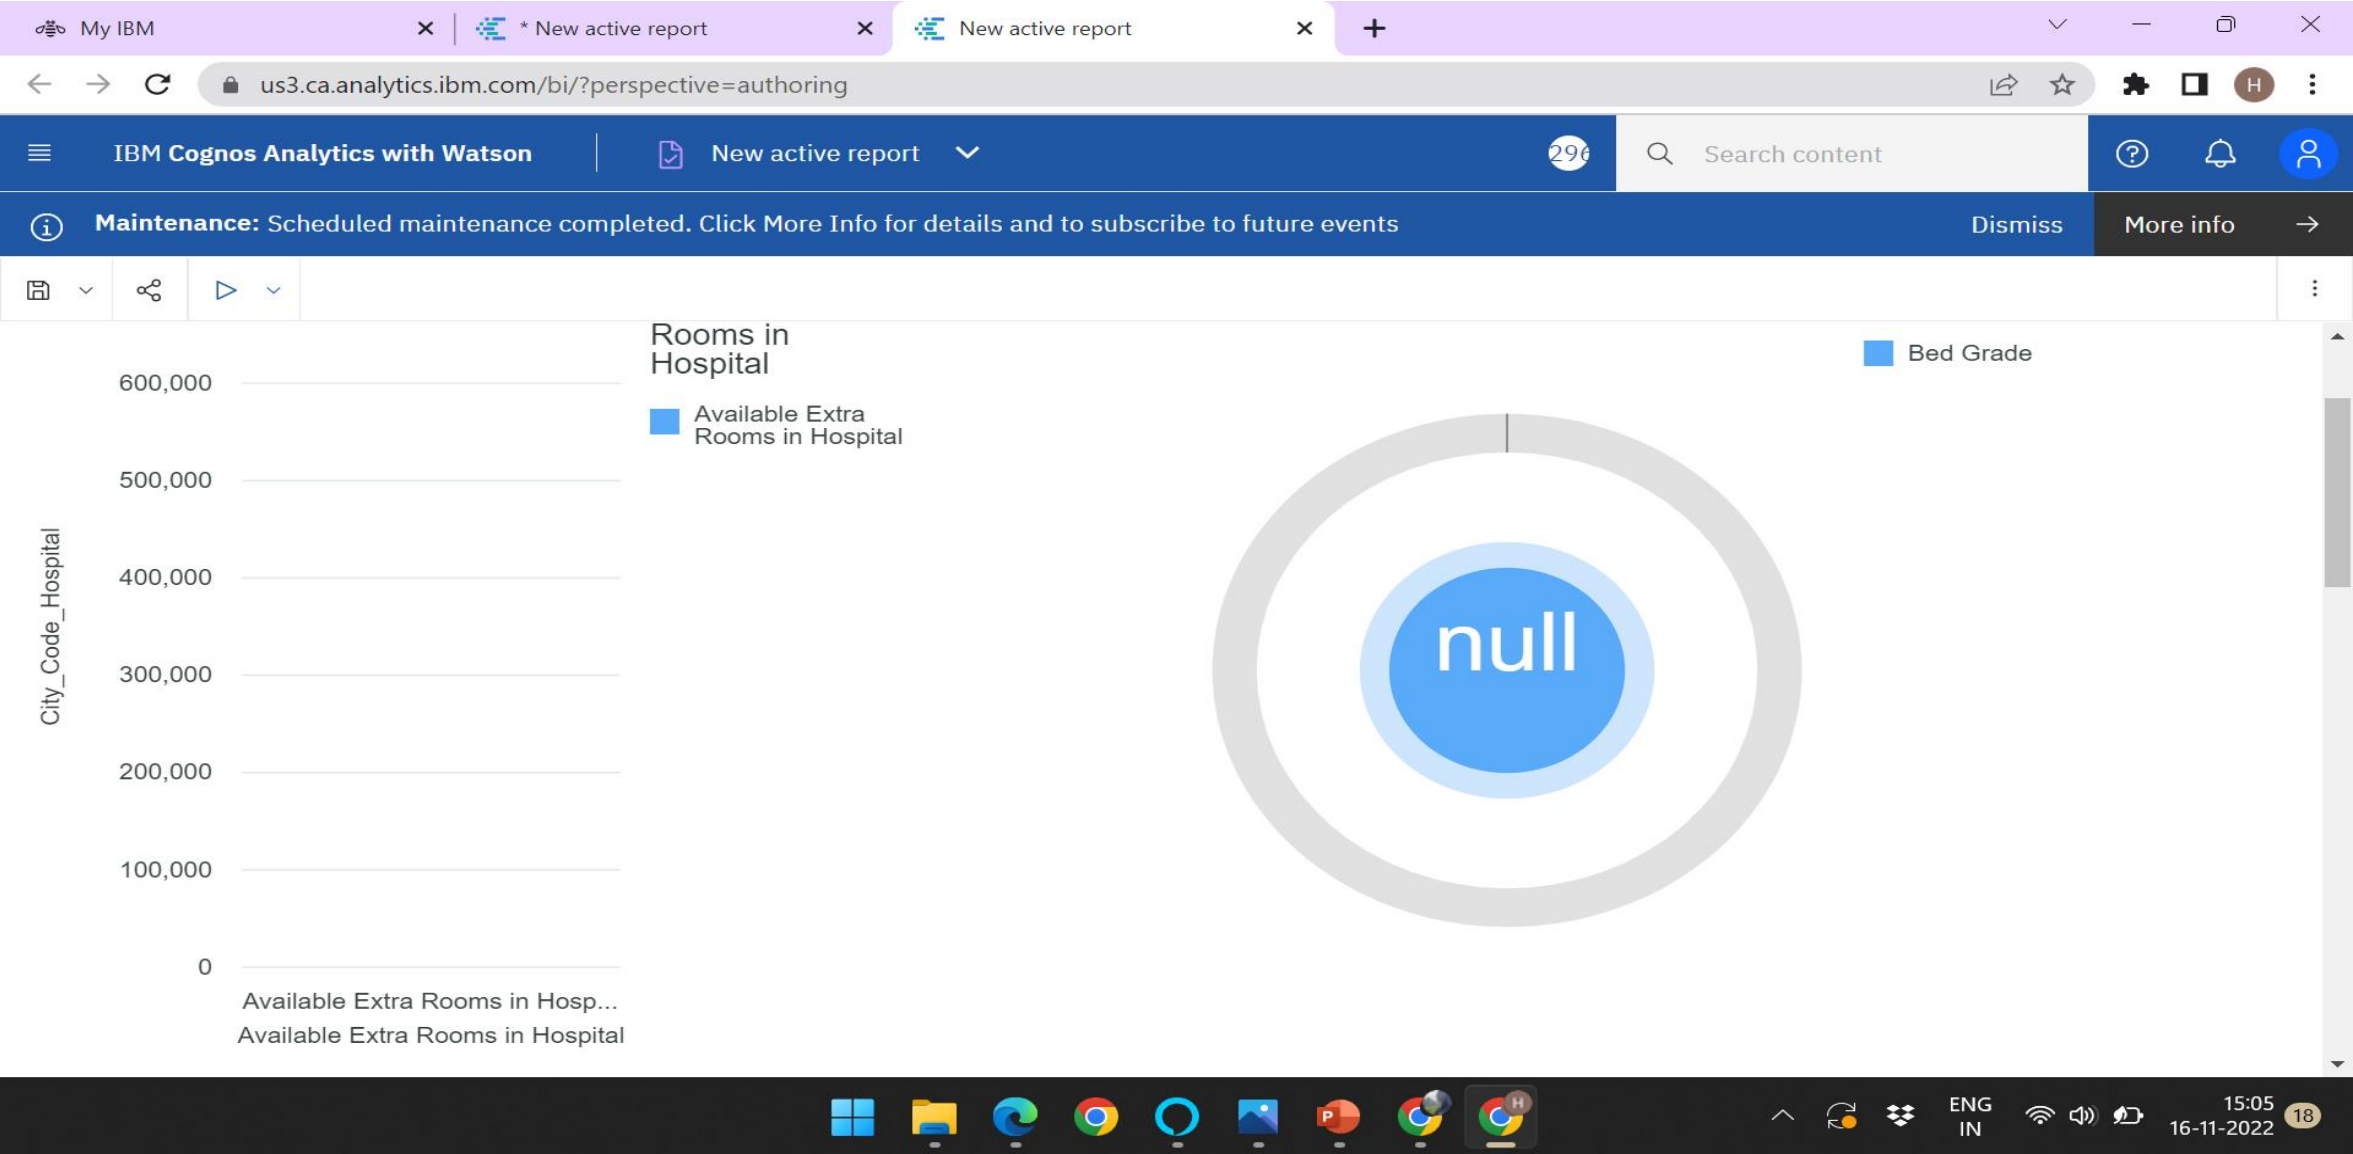 My IBM
* New active report
New active report
us3.ca.analytics.ibm.com/bi/?perspective=authoring
H
IBM Cognos Analytics with Watson
New active report
296
Search content
Maintenance: Scheduled maintenance completed. Click More Info for details and to subscribe to future events
Dismiss
More info
Rooms in
Hospital
Available Extra
Rooms in Hospital
600,000
500,000
400,000
300,000
200,000
100,000
0
City_Code_Hospital
Available Extra Rooms in Hosp...
Available Extra Rooms in Hospital
Bed Grade
null
P
H
ENG
IN
15:05
16-11-2022
18